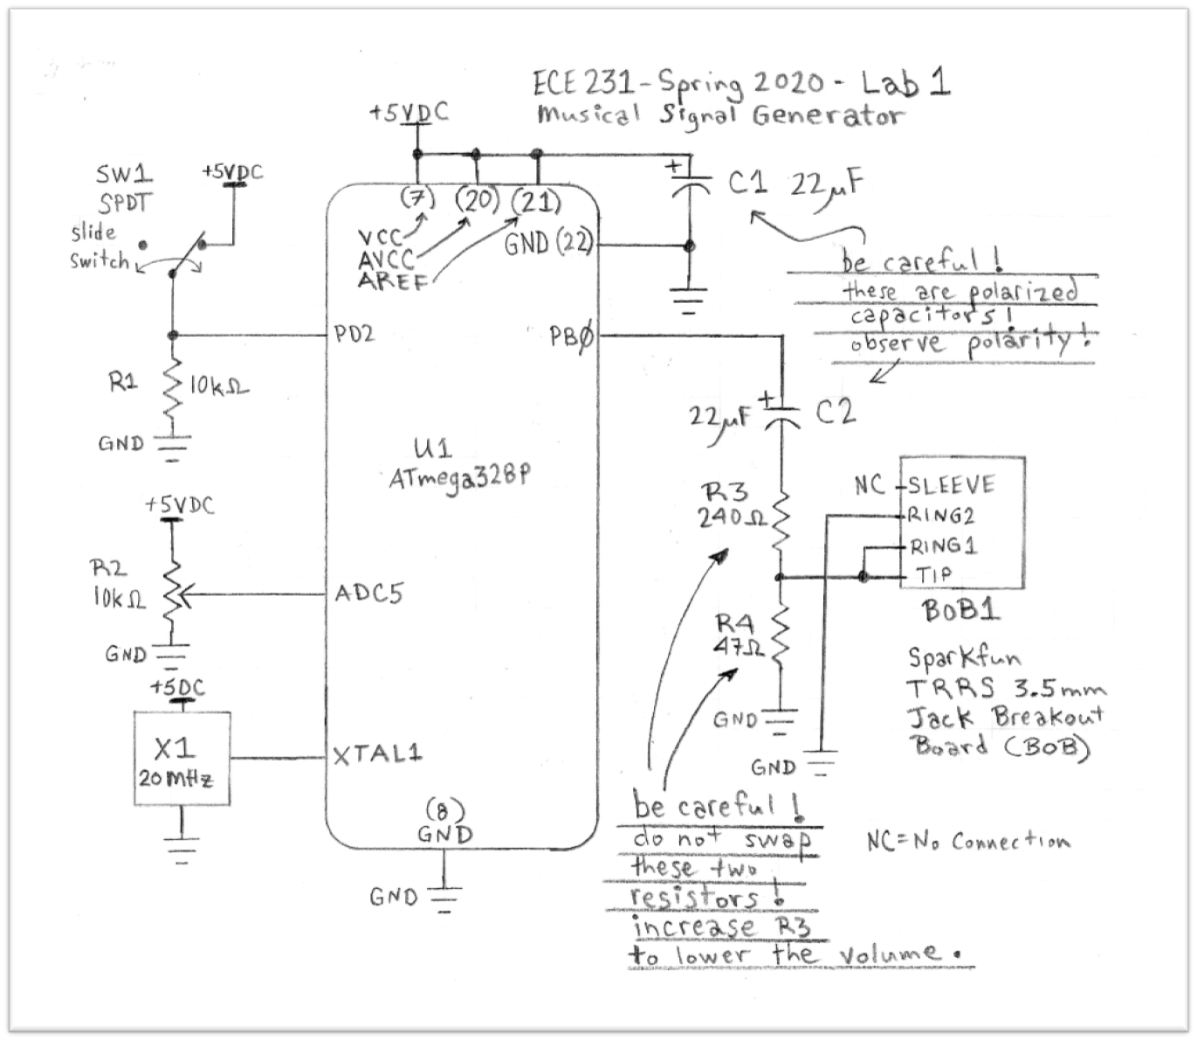 ECE 231 - Spring 2020 - Lab 1
Musical Signal Generator
+5VDC
SW1
SPDT
slide
switch
+5VDC
(7) (20) (21)
VCC
AVCC
AREF
GND (22)
+
C1 22µF
be careful!
these are polarized
capacitors!
observe polarity!
PD2
PBØ
R1 10kΩ
GND
+
22µF C2
U1
ATmega328P
R3
240Ω
NC
SLEEVE
RING2
RING1
TIP
BOB1
+5VDC
R2
10kΩ
ADC5
GND
R4
47Ω
GND
Sparkfun
TRRS 3.5mm
Jack Breakout
Board (BOB)
GND
+5DC
X1
20MHz
XTAL1
(8)
GND
GND
be careful!
do not swap
these two
resistors!
increase R3
to lower the volume.
NC=No Connection